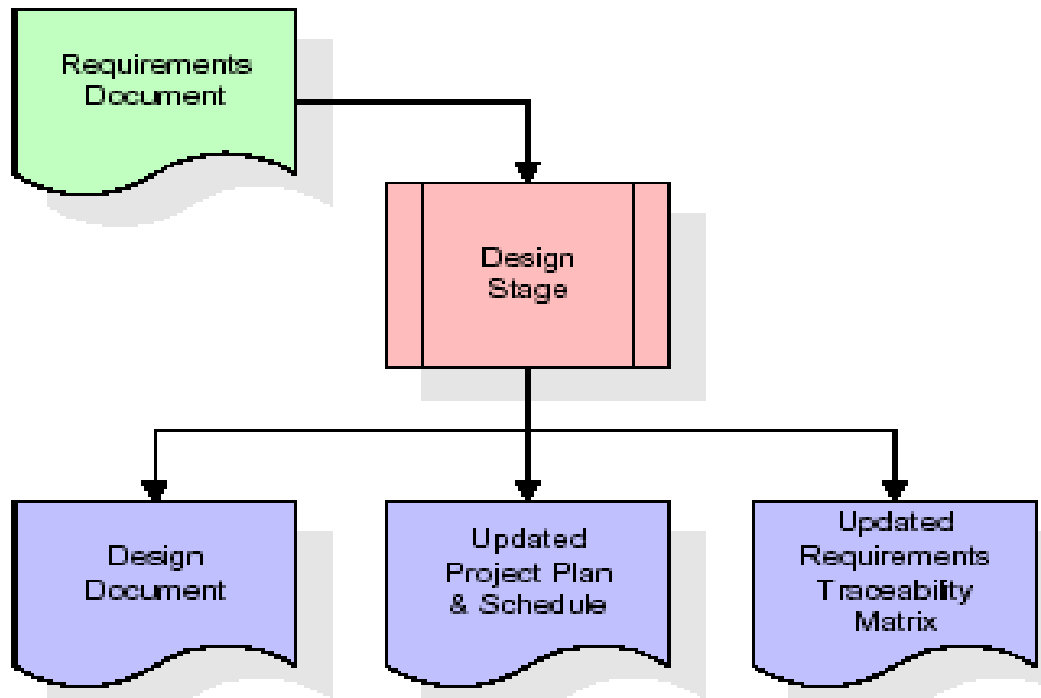 Requirements
Document
Design
Stage
Design
Document
Updated
Project Plan
& Schedule
Updated
Requirements
Traceability
Matrix